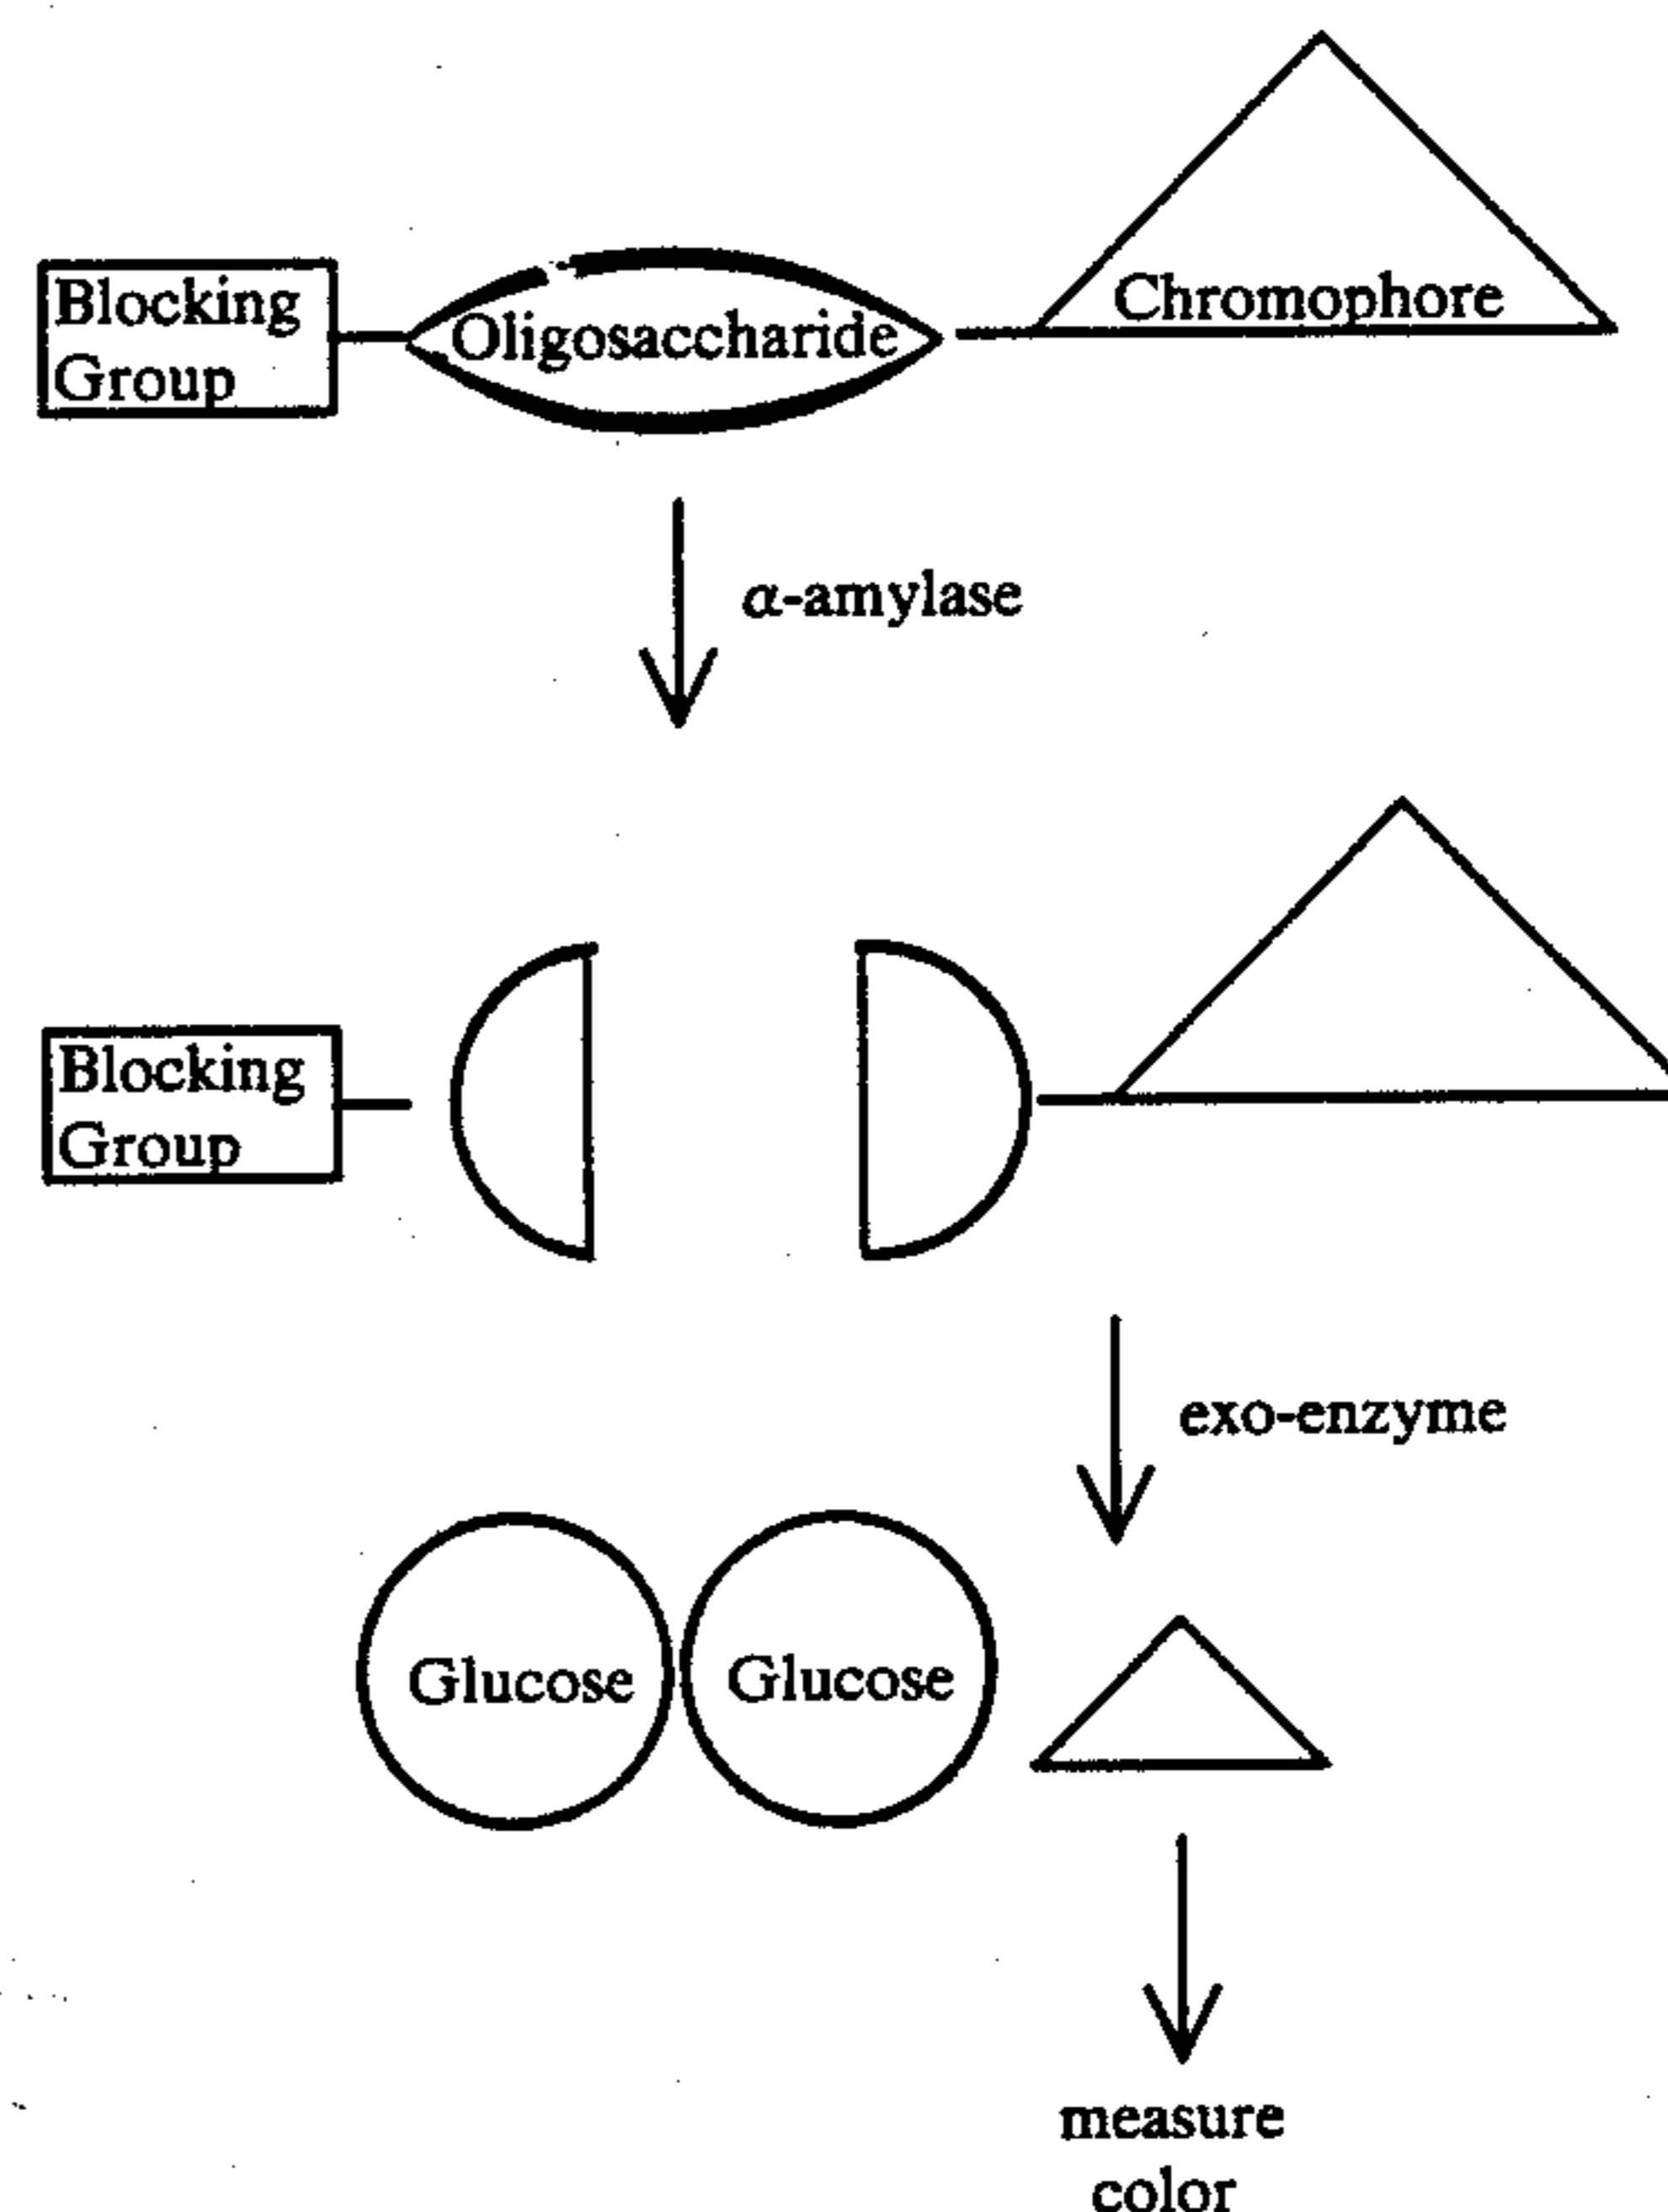 Blocking
Group
Oligosaccharide
Chromophore
α-amylase
Blocking
Group
exo-enzyme
Glucose
Glucose
measure
color